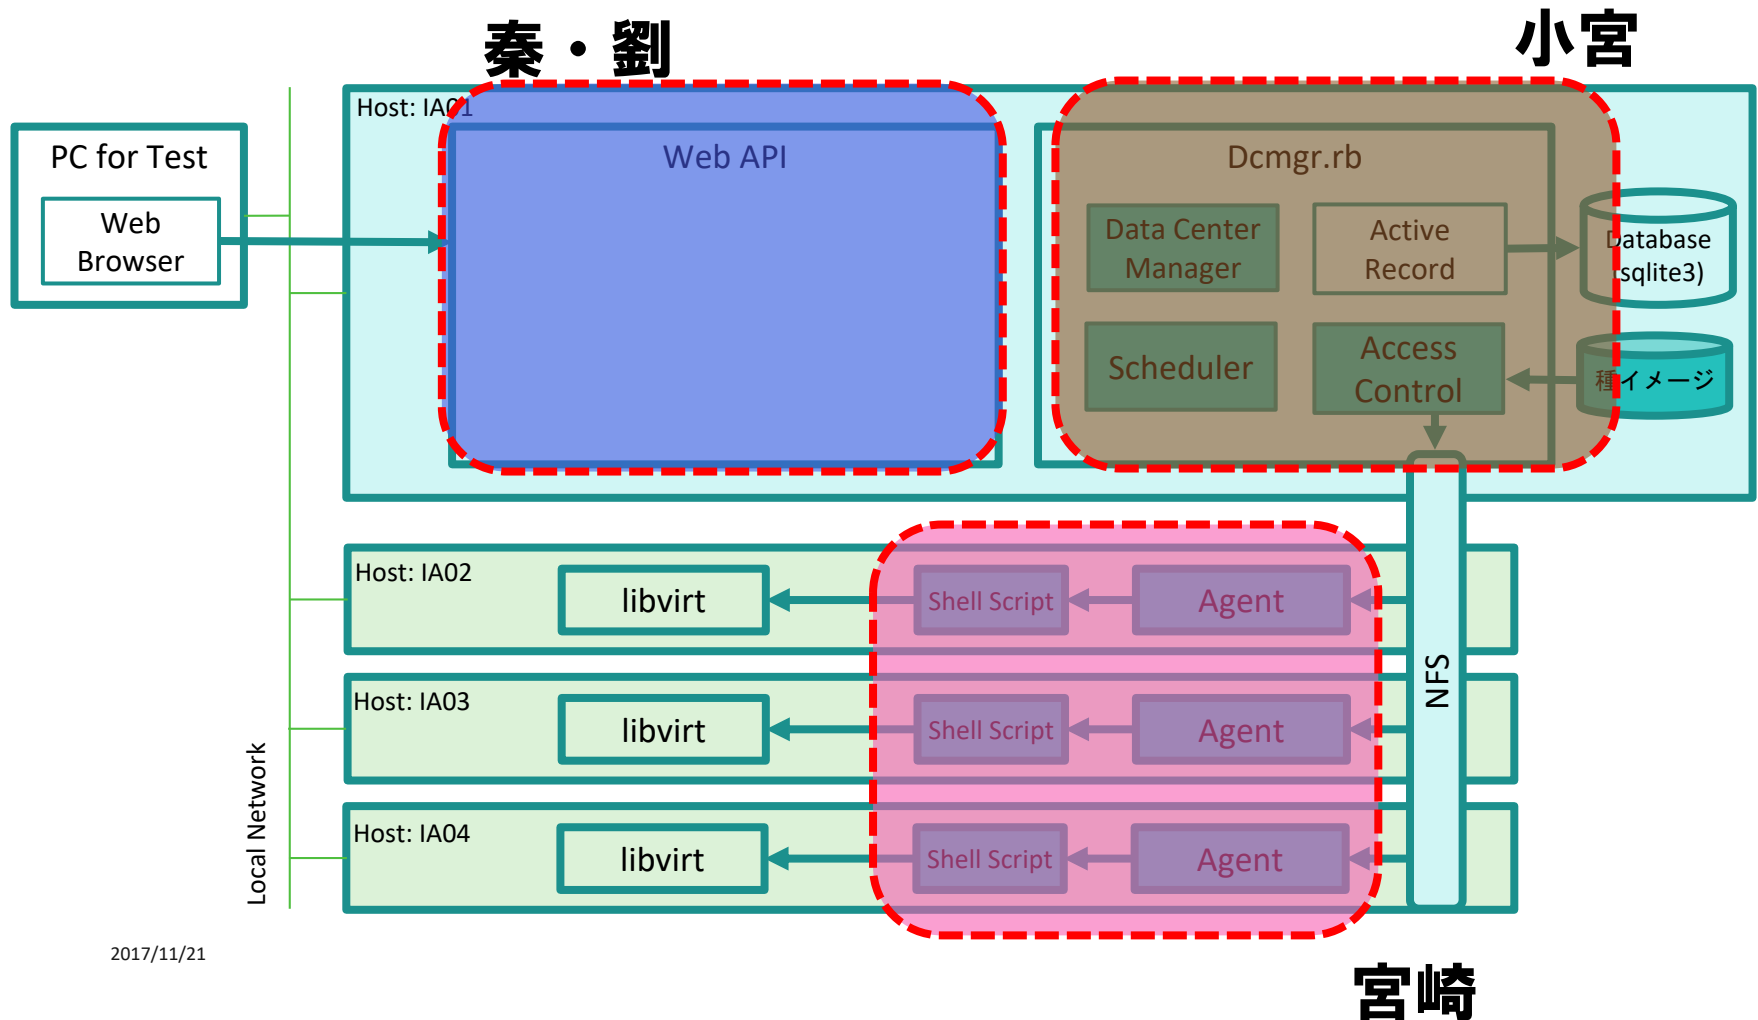 秦・劉
小宮
Host: IA01
PC for Test
Web
Browser
Web API
Dcmgr.rb
Data Center
Manager
Active
Record
Database
(sqlite3)
Scheduler
Access
Control
種イメージ
Host: IA02
libvirt
Shell Script
Agent
Host: IA03
libvirt
Shell Script
Agent
NFS
Host: IA04
libvirt
Shell Script
Agent
Local Network
2017/11/21
宮崎